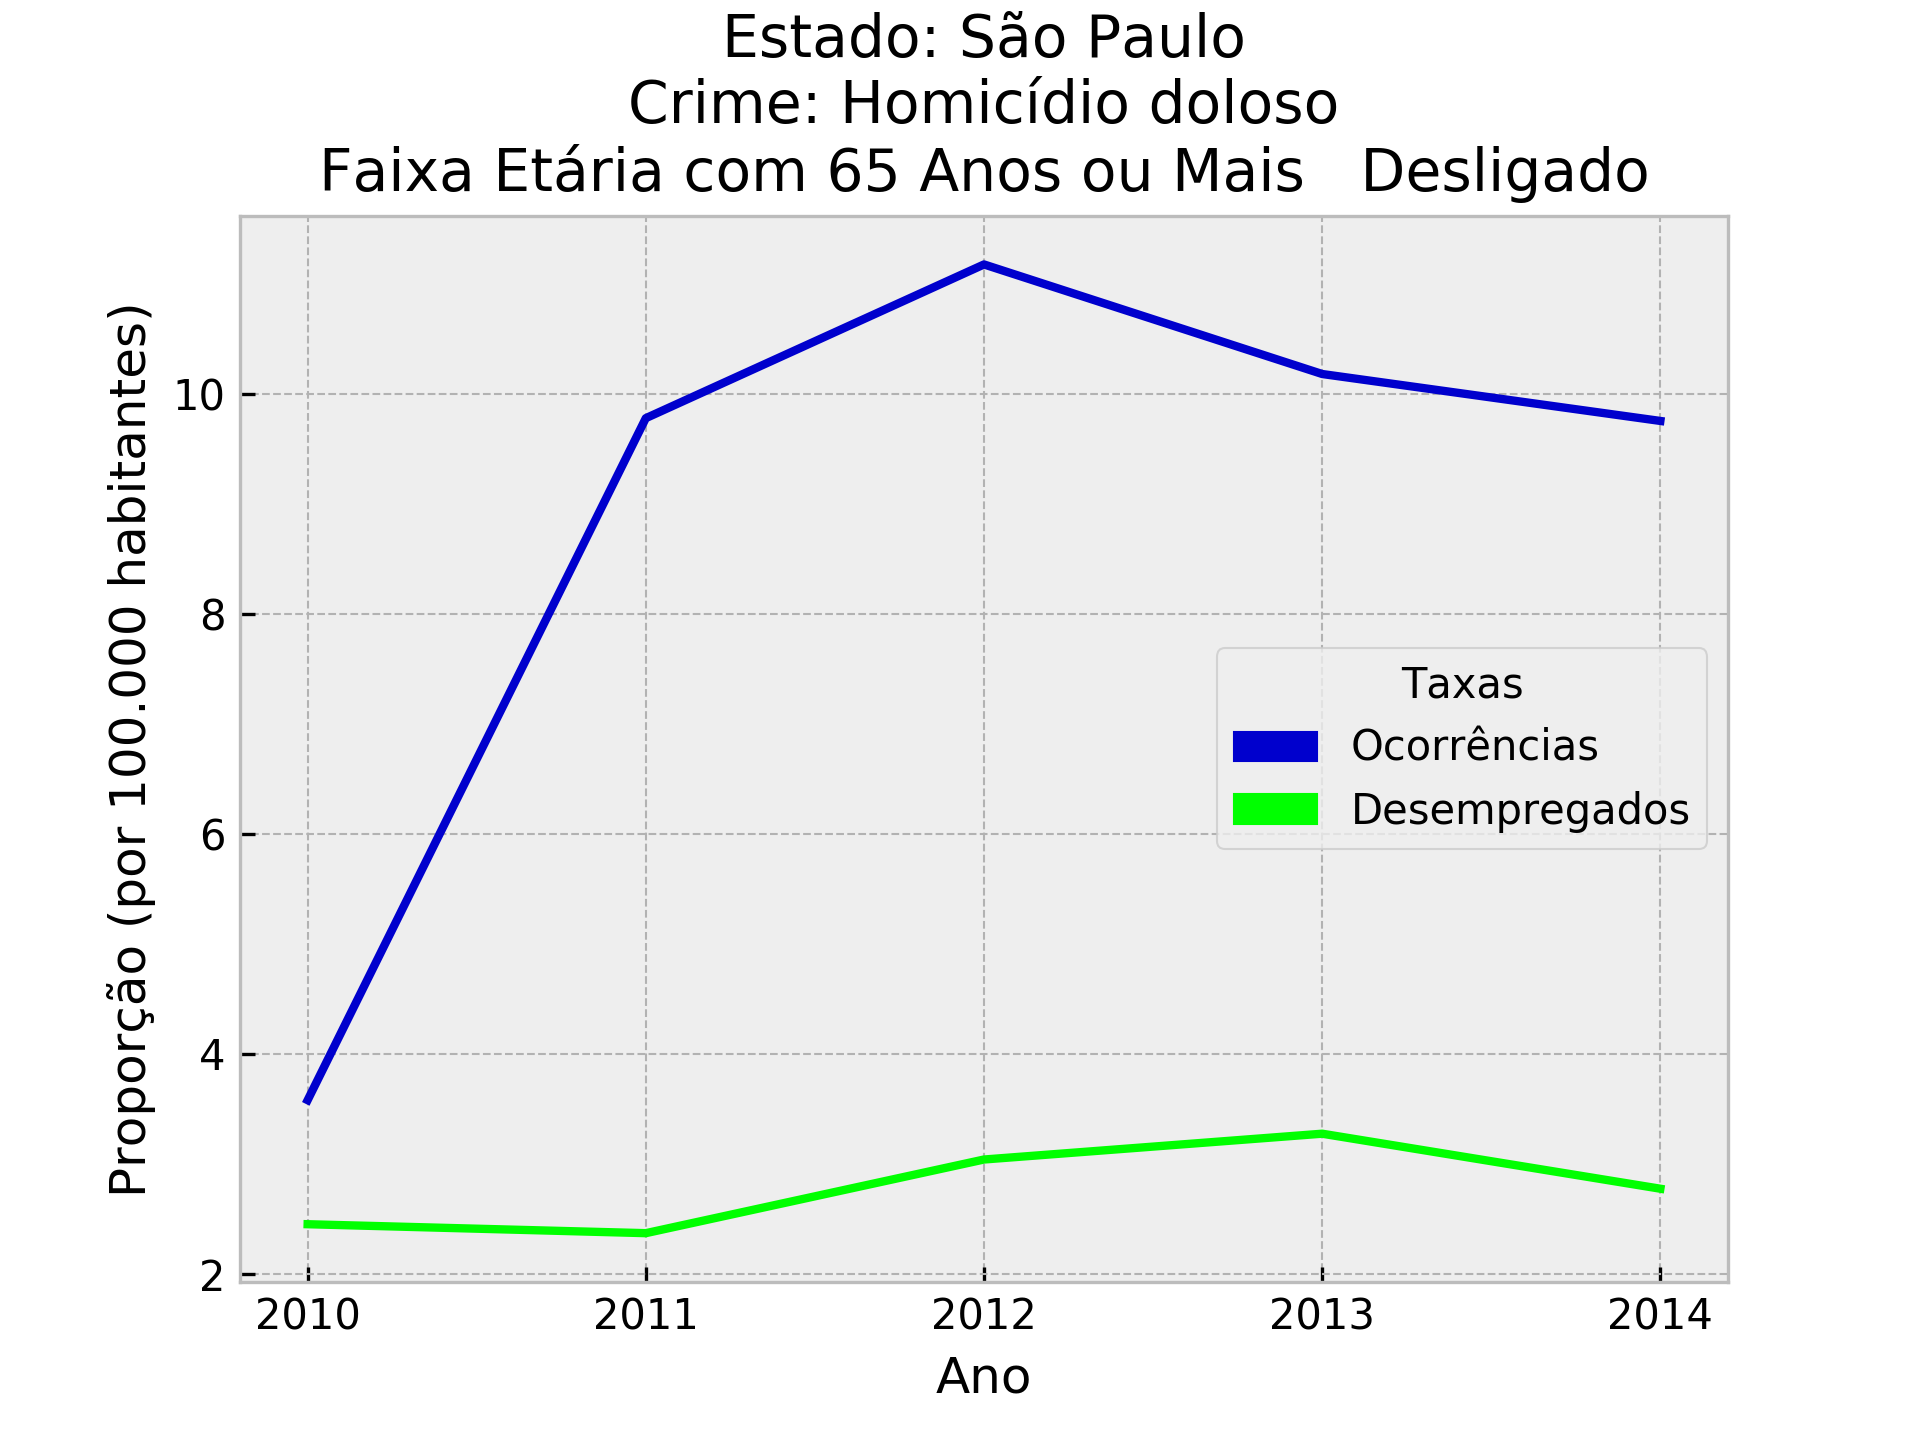 Estado: São Paulo
Crime: Homicídio doloso
Faixa Etária com 65 Anos ou Mais   Desligado
Proporção (por 100.000 habitantes)
10
8
6
4
2
Taxas
Ocorrências
Desempregados
2010 2011 2012 2013 2014
Ano